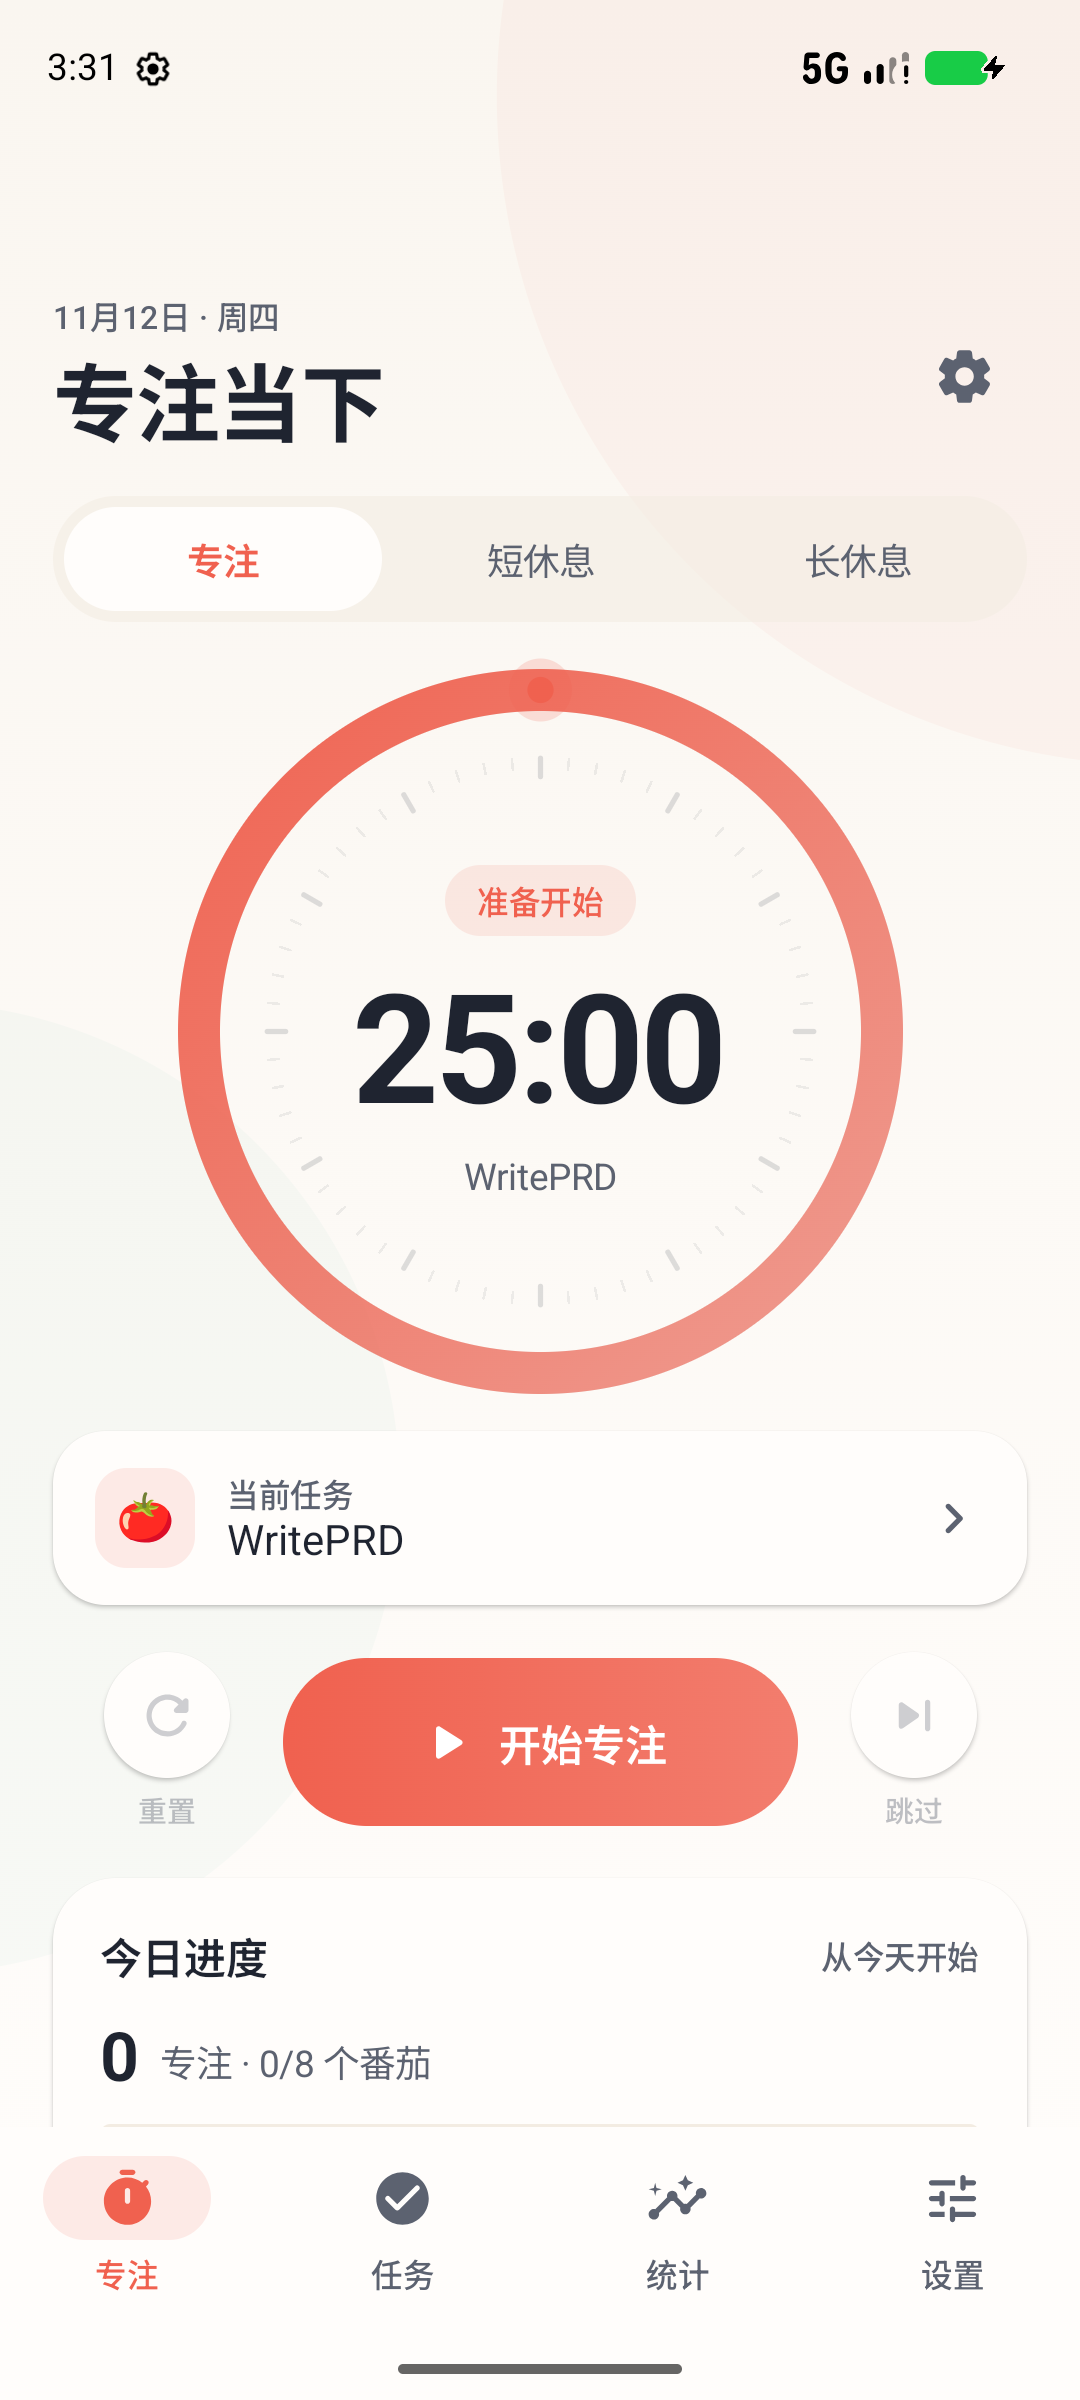 3:31
5G
11月12日 · 周四
专注当下
专注
短休息
长休息
准备开始
25:00
WritePRD
当前任务
WritePRD
开始专注
重置
跳过
今日进度
从今天开始
0 专注 · 0/8 个番茄
专注
任务
统计
设置